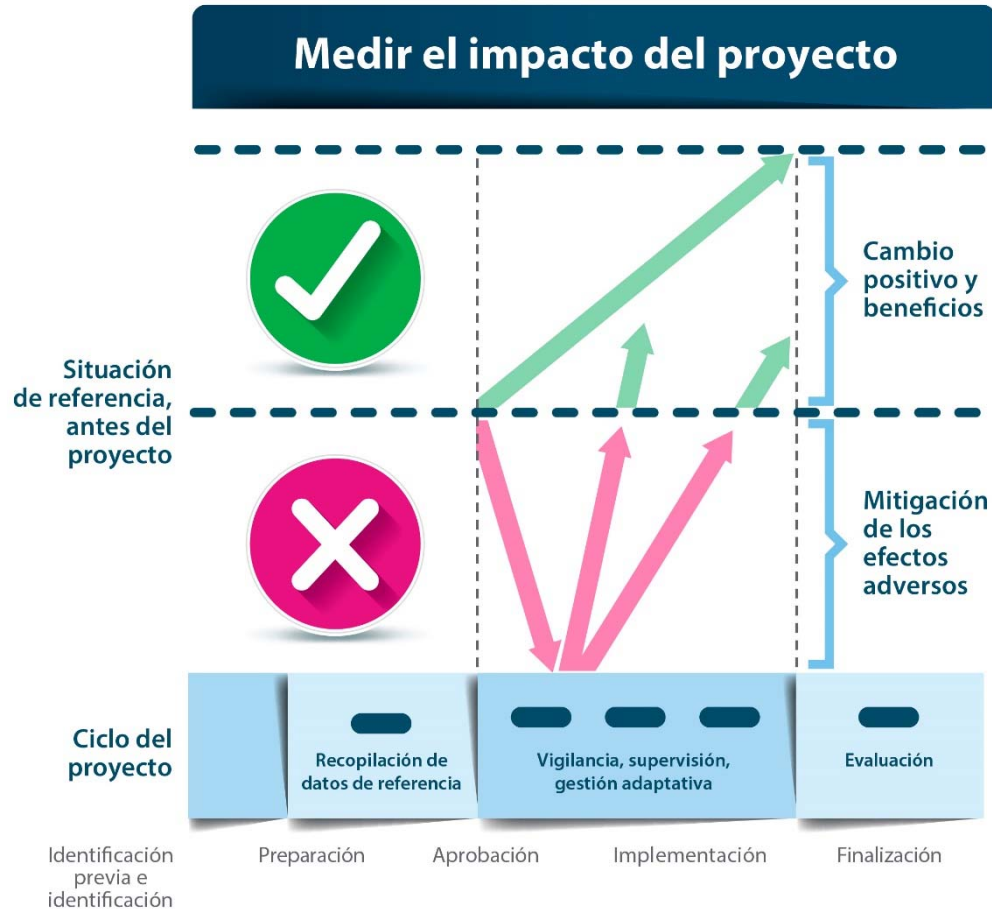 Medir el impacto del proyecto
Cambio
positivo y
beneficios
Situación
de referencia,
antes del
proyecto
Mitigación
de los
efectos
adversos
Ciclo del
proyecto
Recopilación de
datos de referencia
Vigilancia, supervisión,
gestión adaptativa
Evaluación
Identificación
previa e
identificación
Preparación
Aprobación
Implementación
Finalización